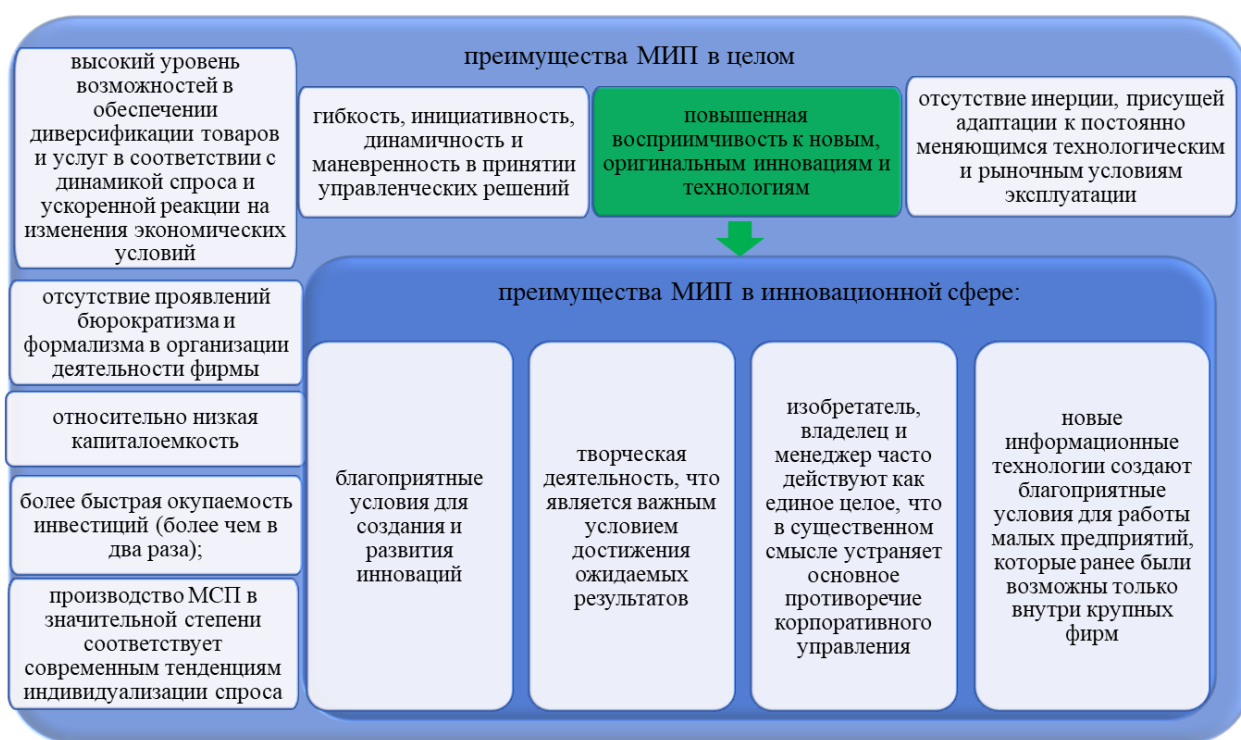 преимущества МИП в целом
высокий уровень
возможностей в
обеспечении
диверсификации товаров
и услуг в соответствии с
динамикой спроса и
ускоренной реакции на
изменения экономических
условий
гибкость, инициативность,
динамичность и
маневренность в принятии
управленческих решений
повышенная
восприимчивость к новым,
оригинальным инновациям и
технологиям
отсутствие инерции, присущей
адаптации к постоянно
меняющимся технологическим
и рыночным условиям
эксплуатации
отсутствие проявлений
бюрократизма и
формализма в организации
деятельности фирмы
относительно низкая
капиталоемкость
более быстрая окупаемость
инвестиций (более чем в
два раза);
производство МСП в
значительной степени
соответствует
современным тенденциям
индивидуализации спроса
преимущества МИП в инновационной сфере:
благоприятные
условия для
создания и
развития
инноваций
творческая
деятельность, что
является важным
условием
достижения
ожидаемых
результатов
изобретатель,
владелец и
менеджер часто
действуют как
единое целое, что
в существенном
смысле устраняет
основное
противоречие
корпоративного
управления
новые
информационные
технологии создают
благоприятные
условия для работы
малых предприятий,
которые ранее были
возможны только
внутри крупных
фирм